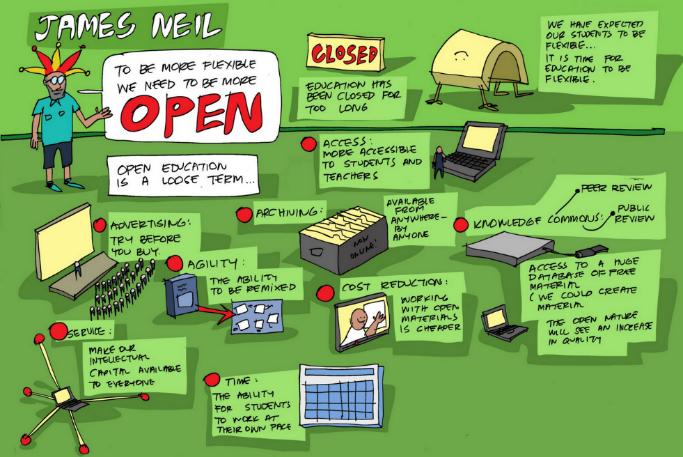 JAMES NEIL
TO BE MORE FLEXIBLE
WE NEED TO BE MORE
OPEN
OPEN EDUCATION
IS A LOOSE TERM...
CLOSED
EDUCATION HAS
BEEN CLOSED FOR
TOO LONG
WE HAVE EXPECTED
OUR STUDENTS TO BE
FLEXIBLE...
IT IS TIME FOR
EDUCATION TO BE
FLEXIBLE.
ACCESS:
MORE ACCESSIBLE
TO STUDENTS AND
TEACHERS
ADVERTISING:
TRY BEFORE
YOU BUY
ARCHIVING:
NOW
ONLINE!
AVAILABLE
FROM
ANYWHERE-
BY
ANYONE
KNOWLEDGE COMMONS:
PEER REVIEW
PUBLIC
REVIEW
ACCESS TO A HUGE
DATABASE OF FREE
MATERIAL
(WE COULD CREATE
MATERIAL
THE OPEN NATURE
WILL SEE AN INCREASE
IN QUALITY
AGILITY:
THE ABILITY
TO BE REMIXED
COST REDUCTION:
WORKING
WITH OPEN
MATERIALS
IS CHEAPER
SERVICE:
MAKE OUR
INTELLECTUAL
CAPITAL AVAILABLE
TO EVERYONE
TIME:
THE ABILITY
FOR STUDENTS
TO WORK AT
THEIR OWN PACE